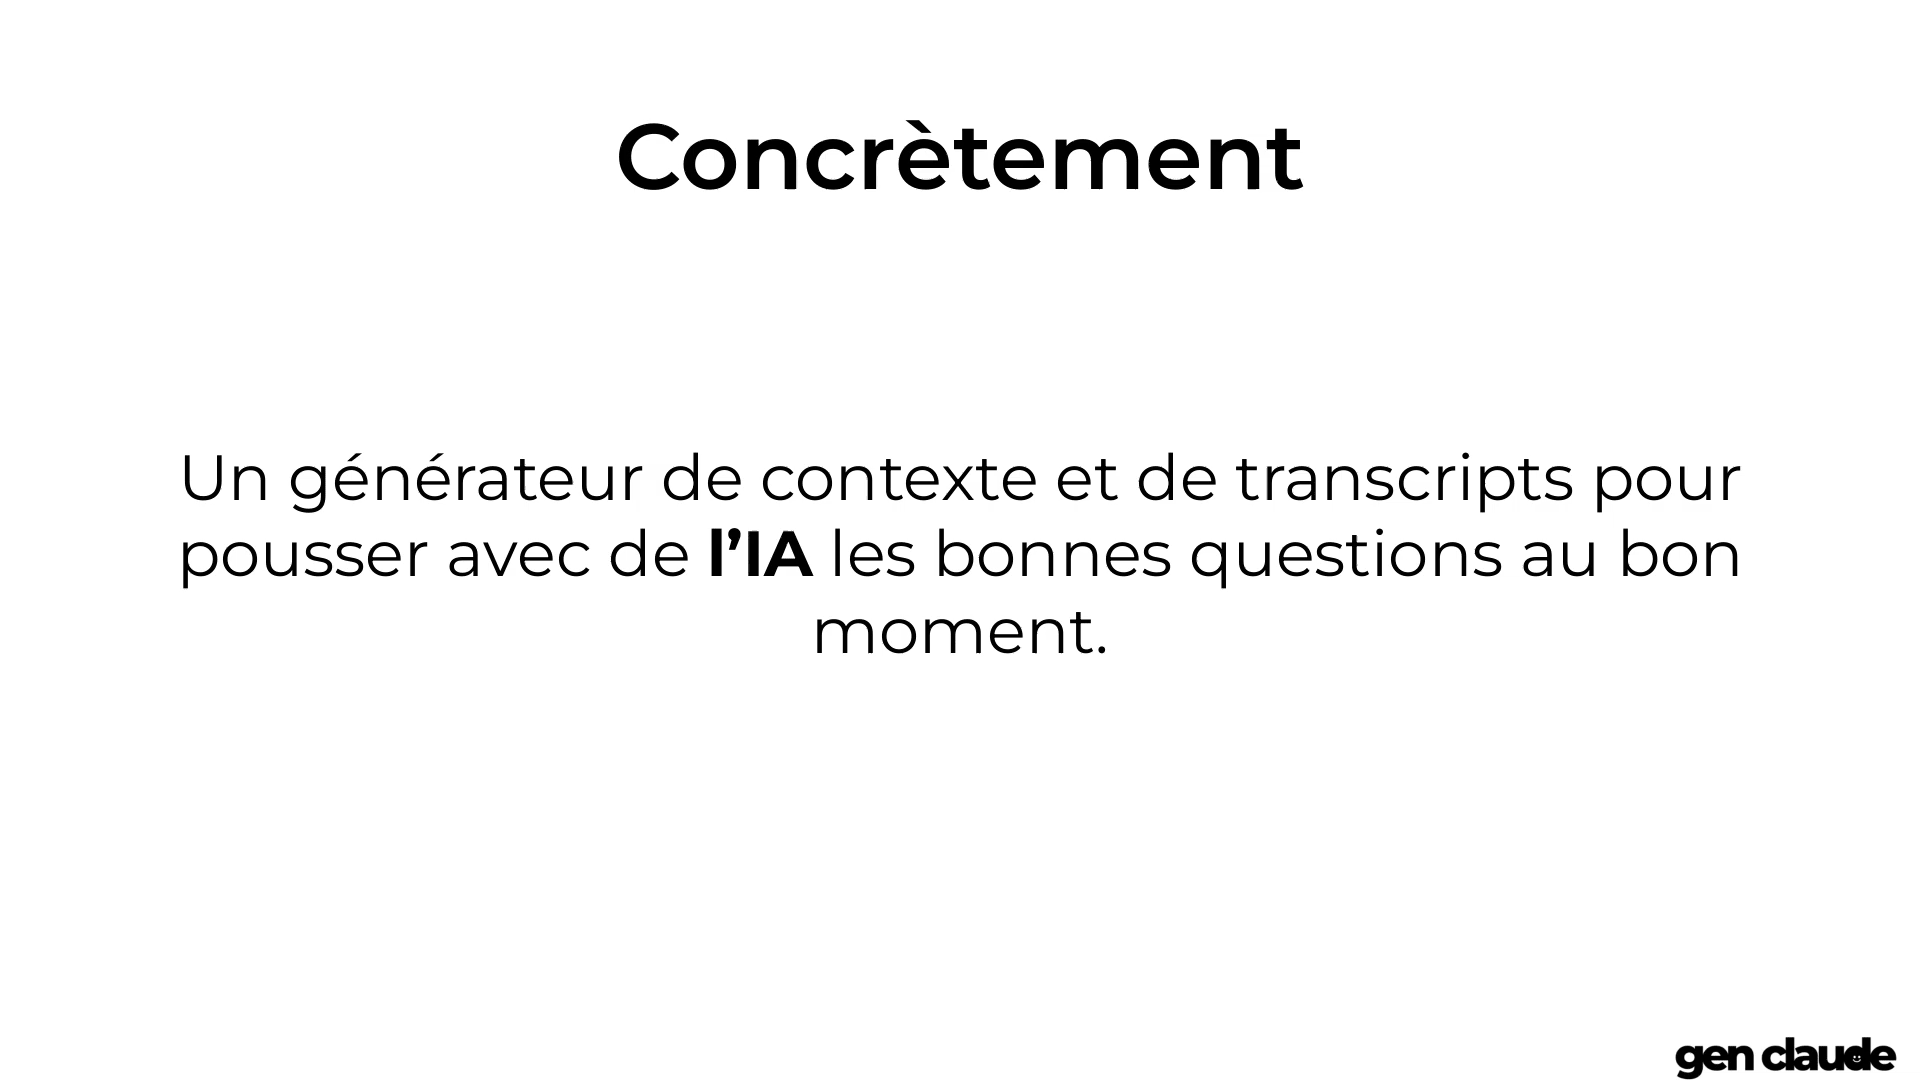 Concrètement
Un générateur de contexte et de transcripts pour
pousser avec de l’IA les bonnes questions au bon
moment.
gen claude